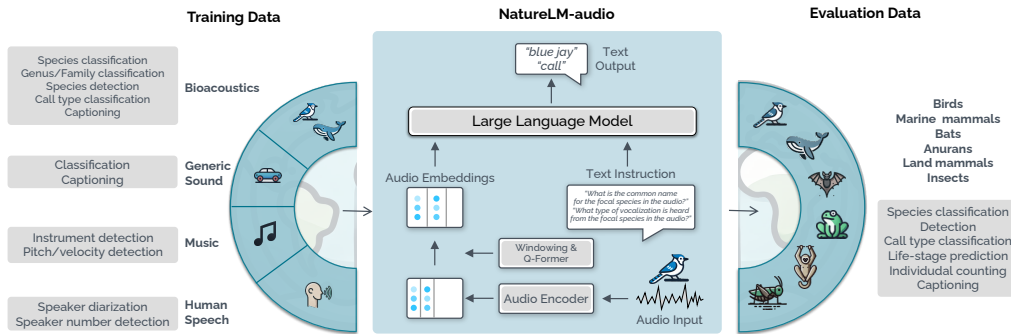 Training Data
Species classification
Genus/Family classification
Species detection
Call type classification
Captioning
Bioacoustics
Classification
Captioning
Generic
Sound
Instrument detection
Pitch/velocity detection
Music
Speaker diarization
Speaker number detection
Human
Speech
NatureLM-audio
"blue jay"
"call"
Text
Output
Large Language Model
Audio Embeddings
Text Instruction
"What is the common name
for the focal species in the audio?"
"What type of vocalization is heard
from the focal species in the audio?"
Windowing &
Q-Former
Audio Encoder
Audio Input
Evaluation Data
Birds
Marine mammals
Bats
Anurans
Land mammals
Insects
Species classification
Detection
Call type classification
Life-stage prediction
Individudal counting
Captioning